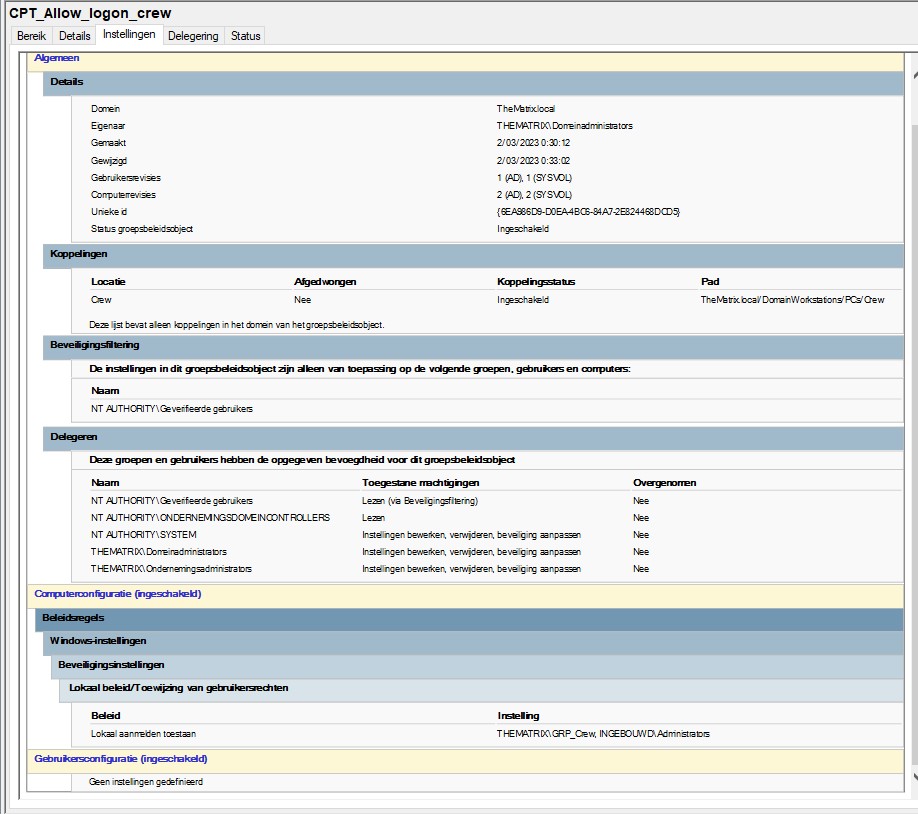 CPT_Allow_logon_crew
Bereik Details Instellingen Delegering Status
Algemeen
Details
Domein TheMatrix.local
Eigenaar THEMATRIX\Domeinadministrators
Gemaakt 2/03/2023 0:30:12
Gewijzigd 2/03/2023 0:33:02
Gebruikersrevisies 1 (AD), 1 (SYSVOL)
Computerrevisies 2 (AD), 2 (SYSVOL)
Unieke id {6EA986D9-D0EA-4BC6-84A7-2E824468DCD5}
Status groepsbeleidsobject Ingeschakeld
Koppelingen
Locatie Afgedwongen Koppelingsstatus Pad
Crew Nee Ingeschakeld TheMatrix.local/DomainWorkstations/PCs/Crew
Deze lijst bevat alleen koppelingen in het domein van het groepsbeleidsobject.
Beveiligingsfiltering
De instellingen in dit groepsbeleidsobject zijn alleen van toepassing op de volgende groepen, gebruikers en computers:
Naam
NT AUTHORITY\Geverifieerde gebruikers
Delegeren
Deze groepen en gebruikers hebben de opgegeven bevoegdheid voor dit groepsbeleidsobject
Naam Toegestane machtigingen Overgenomen
NT AUTHORITY\Geverifieerde gebruikers Lezen (via Beveiligingsfiltering) Nee
NT AUTHORITY\ONDERNEMINGSDOMEINCONTROLLERS Lezen Nee
NT AUTHORITY\SYSTEM Instellingen bewerken, verwijderen, beveiliging aanpassen Nee
THEMATRIX\Domeinadministrators Instellingen bewerken, verwijderen, beveiliging aanpassen Nee
THEMATRIX\Ondernemingsadministrators Instellingen bewerken, verwijderen, beveiliging aanpassen Nee
Computerconfiguratie (ingeschakeld)
Beleidsregels
Windows-instellingen
Beveiligingsinstellingen
Lokaal beleid/Toewijzing van gebruikersrechten
Beleid Instelling
Lokaal aanmelden toestaan THEMATRIX\GRP_Crew, INGEBOUWD\Administrators
Gebruikersconfiguratie (ingeschakeld)
Geen instellingen gedefinieerd